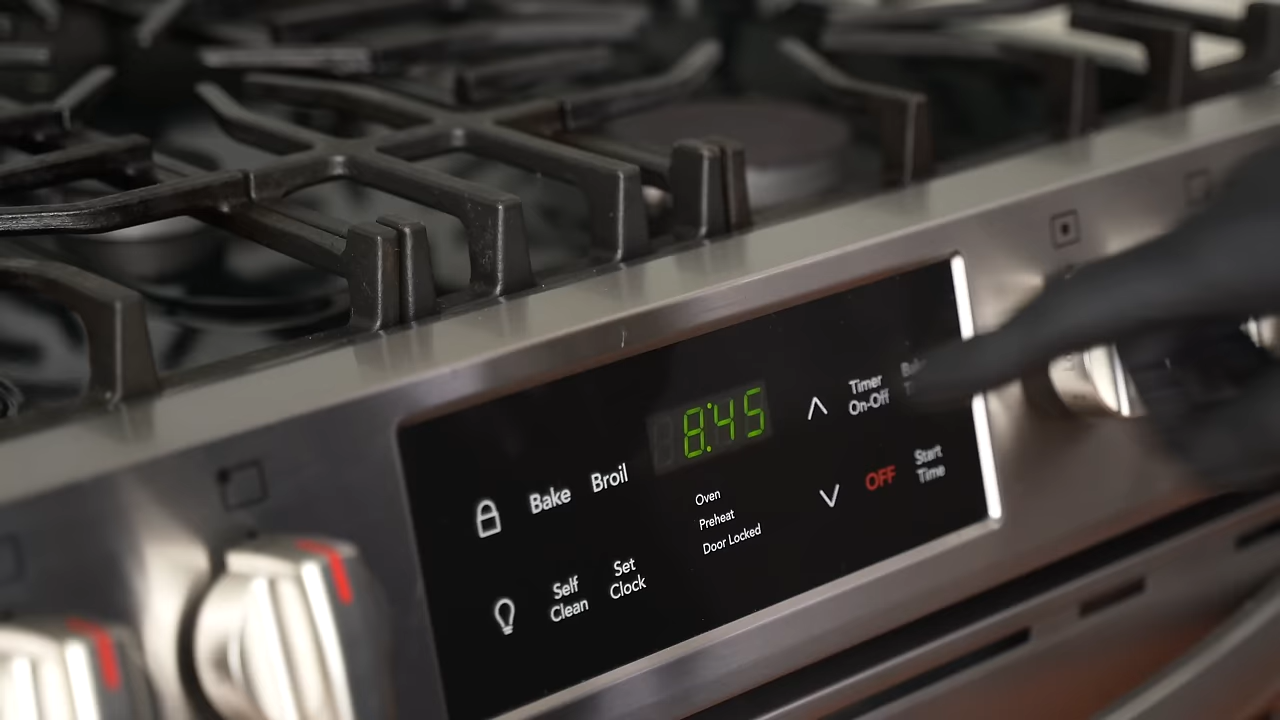 8:45
Timer
On-Off
Bake Broil
Oven
Preheat
Door Locked
OFF
Start
Time
Self
Clean
Set
Clock